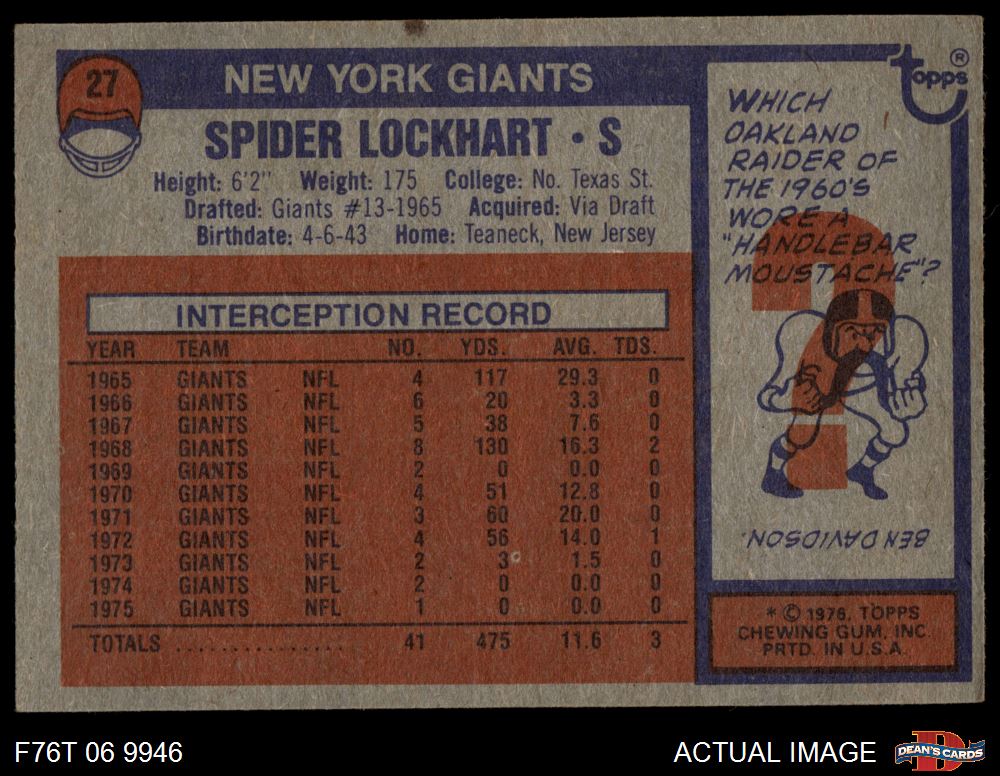 27
NEW YORK GIANTS
SPIDER LOCKHART • S
Height: 6'2" Weight: 175 College: No. Texas St.
Drafted: Giants #13-1965 Acquired: Via Draft
Birthdate: 4-6-43 Home: Teaneck, New Jersey
INTERCEPTION RECORD
YEAR TEAM NO. YDS. AVG. TDS.
1965 GIANTS NFL 4 117 29.3 0
1966 GIANTS NFL 6 20 3.3 0
1967 GIANTS NFL 5 38 7.6 0
1968 GIANTS NFL 8 130 16.3 2
1969 GIANTS NFL 2 0 0.0 0
1970 GIANTS NFL 4 51 12.8 0
1971 GIANTS NFL 3 60 20.0 0
1972 GIANTS NFL 4 56 14.0 1
1973 GIANTS NFL 2 3 1.5 0
1974 GIANTS NFL 2 0 0.0 0
1975 GIANTS NFL 1 0 0.0 0
TOTALS ............... 41 475 11.6 3
topps ®
WHICH
OAKLAND
RAIDER OF
THE 1960'S
WORE A
"HANDLEBAR
MOUSTACHE"?
?
BEN DAVIDSON.
* © 1976, TOPPS
CHEWING GUM, INC.
PRTD. IN U.S.A.
F76T 06 9946
ACTUAL IMAGE
DEAN'S CARDS